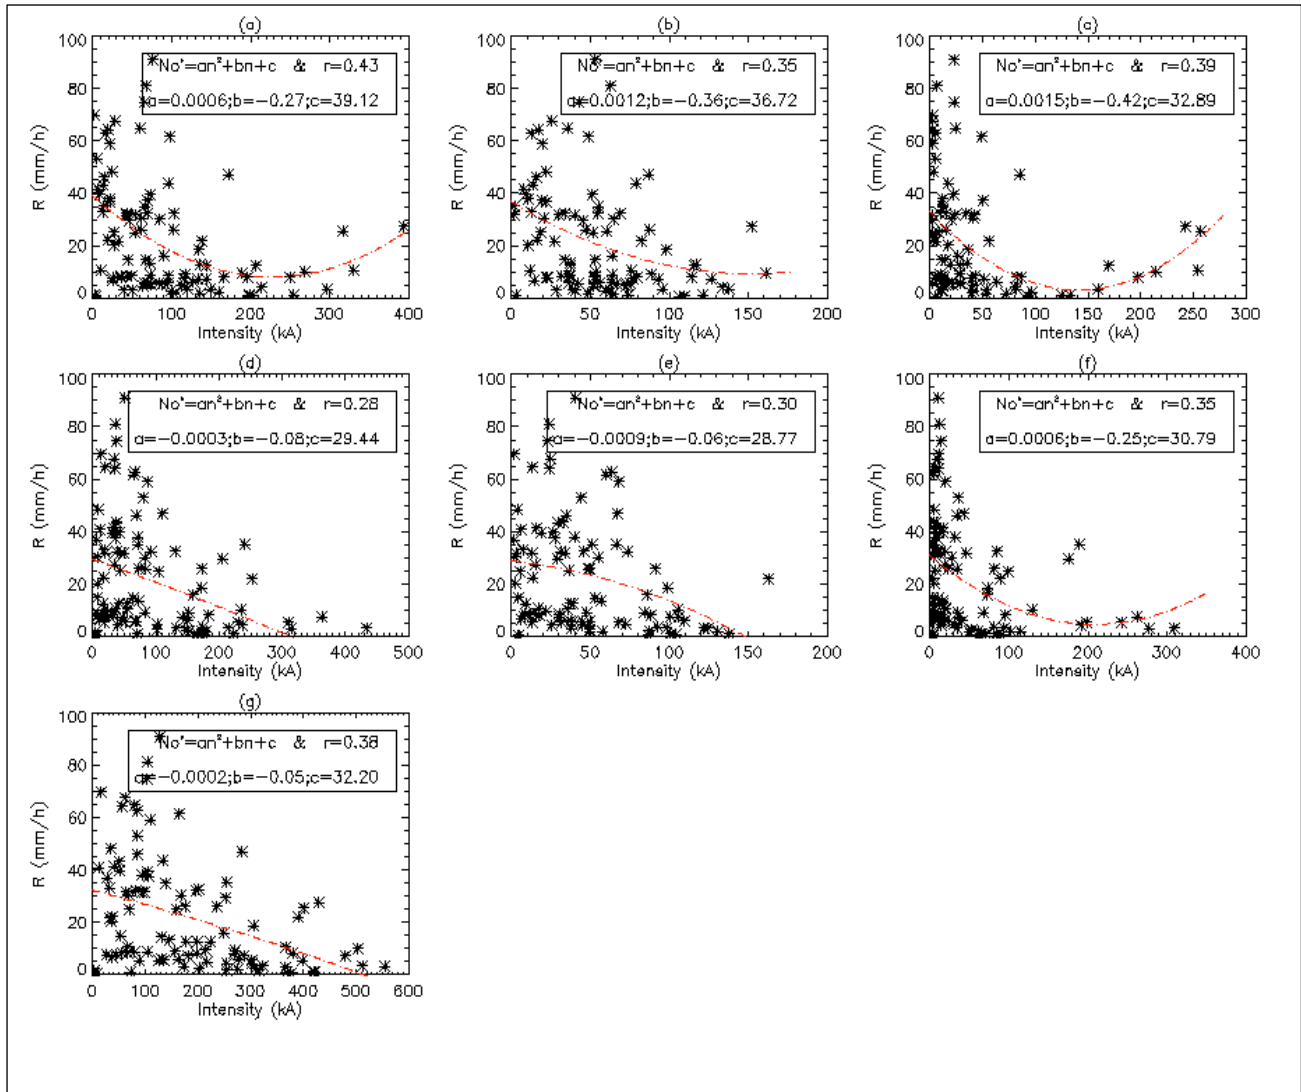 (a)
No*=an²+bn+c & r=0.43
a=0.0006;b=-0.27;c=39.12
R (mm/h)
100
80
60
40
20
0
0 100 200 300 400
Intensity (kA)
(b)
No*=an²+bn+c & r=0.35
a=0.0012;b=-0.36;c=36.72
R (mm/h)
100
80
60
40
20
0
0 50 100 150 200
Intensity (kA)
(c)
No*=an²+bn+c & r=0.39
a=0.0015;b=-0.42;c=32.89
R (mm/h)
100
80
60
40
20
0
0 50 100 150 200 250 300
Intensity (kA)
(d)
No*=an²+bn+c & r=0.28
a=-0.0003;b=-0.08;c=29.44
R (mm/h)
100
80
60
40
20
0
0 100 200 300 400 500
Intensity (kA)
(e)
No*=an²+bn+c & r=0.30
a=-0.0009;b=-0.06;c=28.77
R (mm/h)
100
80
60
40
20
0
0 50 100 150 200
Intensity (kA)
(f)
No*=an²+bn+c & r=0.35
a=0.0006;b=-0.25;c=30.79
R (mm/h)
100
80
60
40
20
0
0 100 200 300 400
Intensity (kA)
(g)
No*=an²+bn+c & r=0.38
a=-0.0002;b=-0.05;c=32.20
R (mm/h)
100
80
60
40
20
0
0 100 200 300 400 500 600
Intensity (kA)